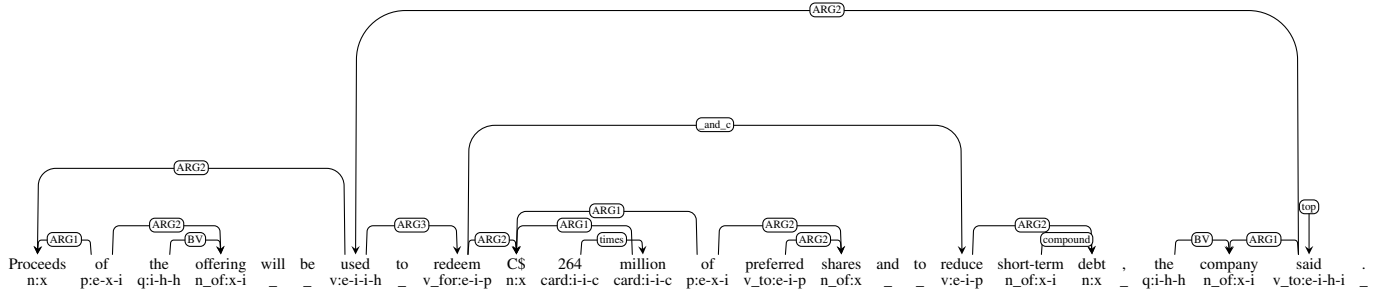 ARG2
_and_c
ARG2
ARG1
top
ARG2 ARG3 ARG1 ARG2 ARG2
ARG1 BV ARG2 times ARG2 compound BV ARG1
Proceeds of the offering will be used to redeem C$ 264 million of preferred shares and to reduce short-term debt , the company said .
n:x p:e-x-i q:i-h-h n_of:x-i _ _ v:e-i-i-h _ v_for:e-i-p n:x card:i-i-c card:i-i-c p:e-x-i v_to:e-i-p n_of:x _ _ v:e-i-p n_of:x-i n:x _ q:i-h-h n_of:x-i v_to:e-i-h-i _